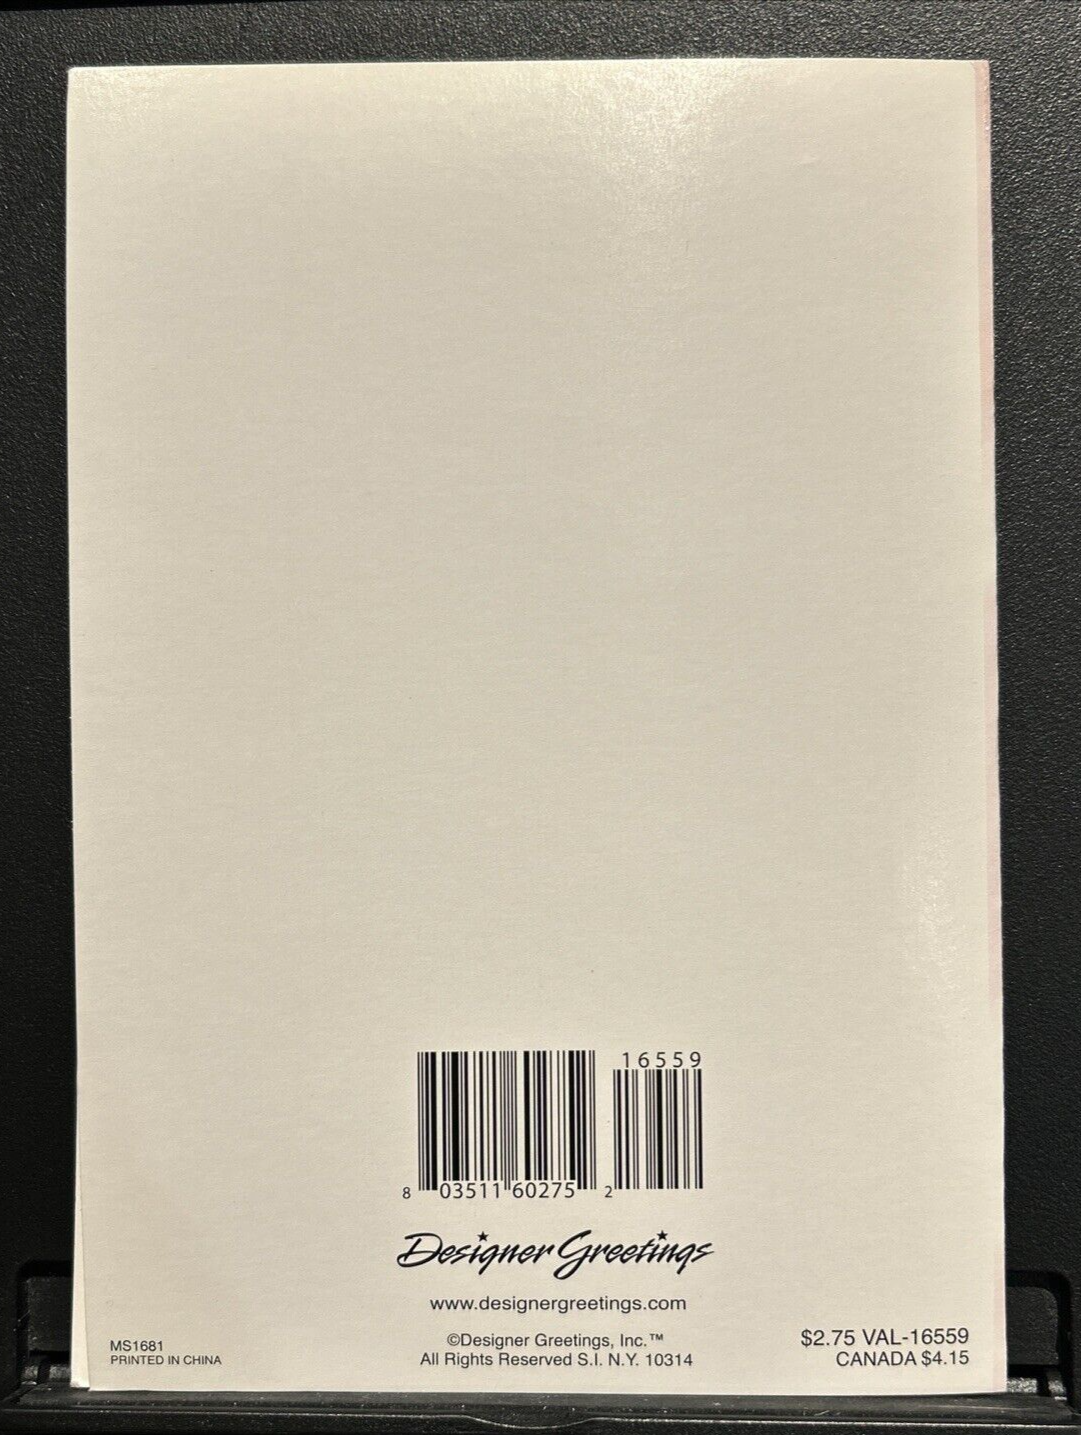 16559
8 03511 60275 2
Designer Greetings
www.designergreetings.com
©Designer Greetings, Inc.™
All Rights Reserved S.I. N.Y. 10314
MS1681
PRINTED IN CHINA
$2.75 VAL-16559
CANADA $4.15